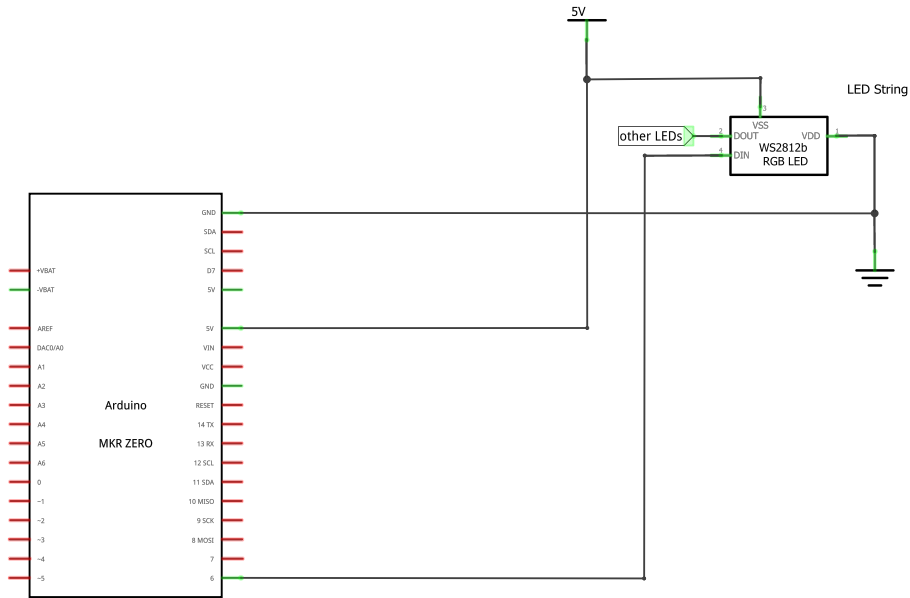 5V
LED String
3
VSS
other LEDs
2
DOUT
VDD
1
WS2812b
4
DIN
RGB LED
GND
SDA
SCL
+VBAT
D7
-VBAT
5V
AREF
5V
DAC0/A0
VIN
A1
VCC
A2
GND
A3
Arduino
RESET
A4
14 TX
A5
MKR ZERO
13 RX
A6
12 SCL
0
11 SDA
~1
10 MISO
~2
9 SCK
~3
8 MOSI
~4
7
~5
6